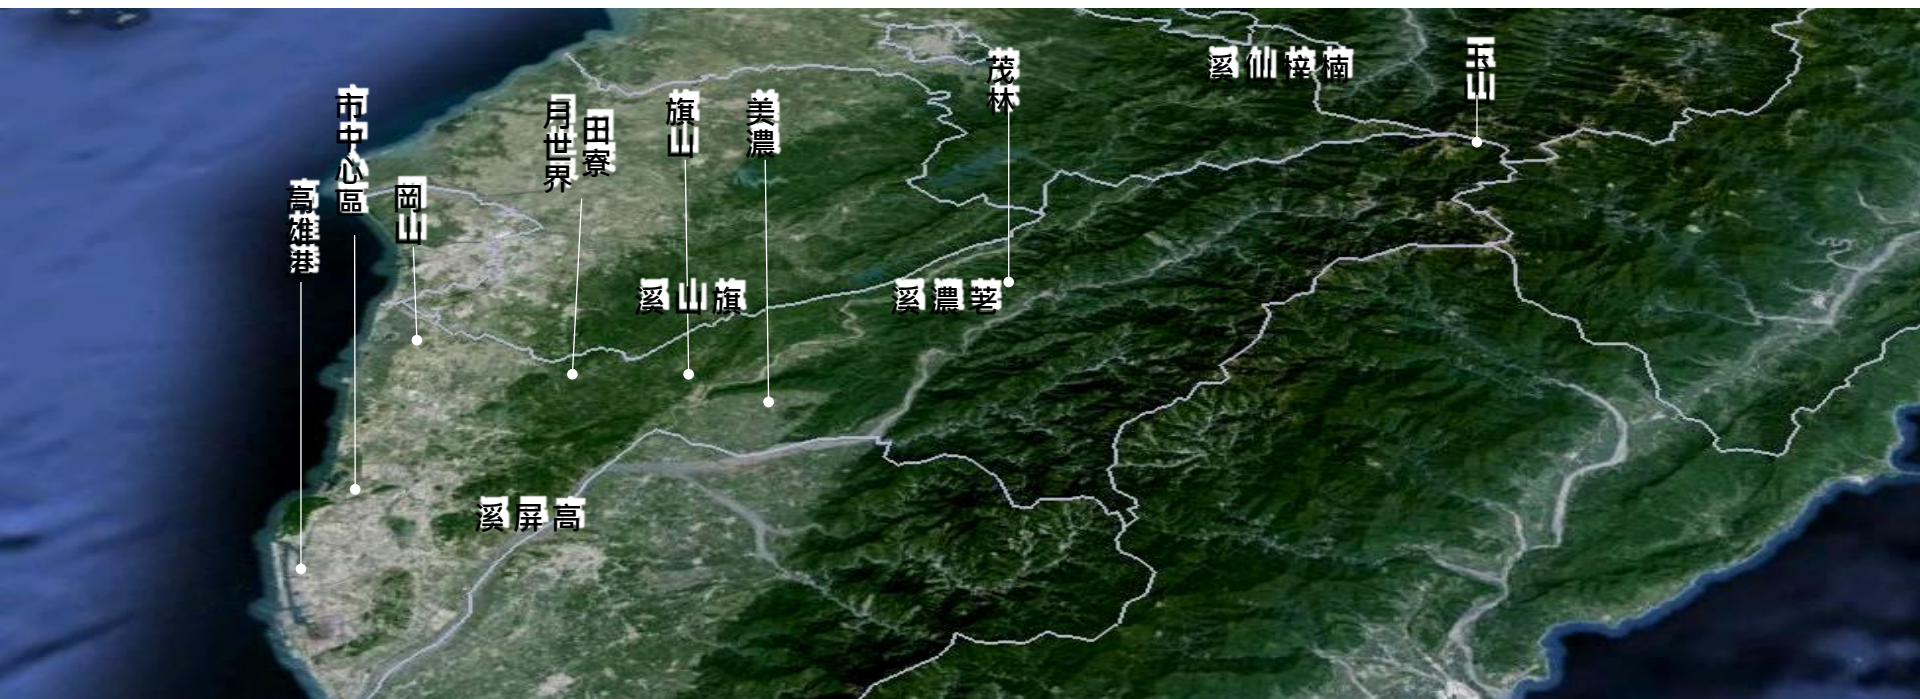 玉山
楠梓仙溪
茂林
美濃
旗山
田寮
月世界
岡山
市中心區
高雄港
荖濃溪
旗山溪
高屏溪